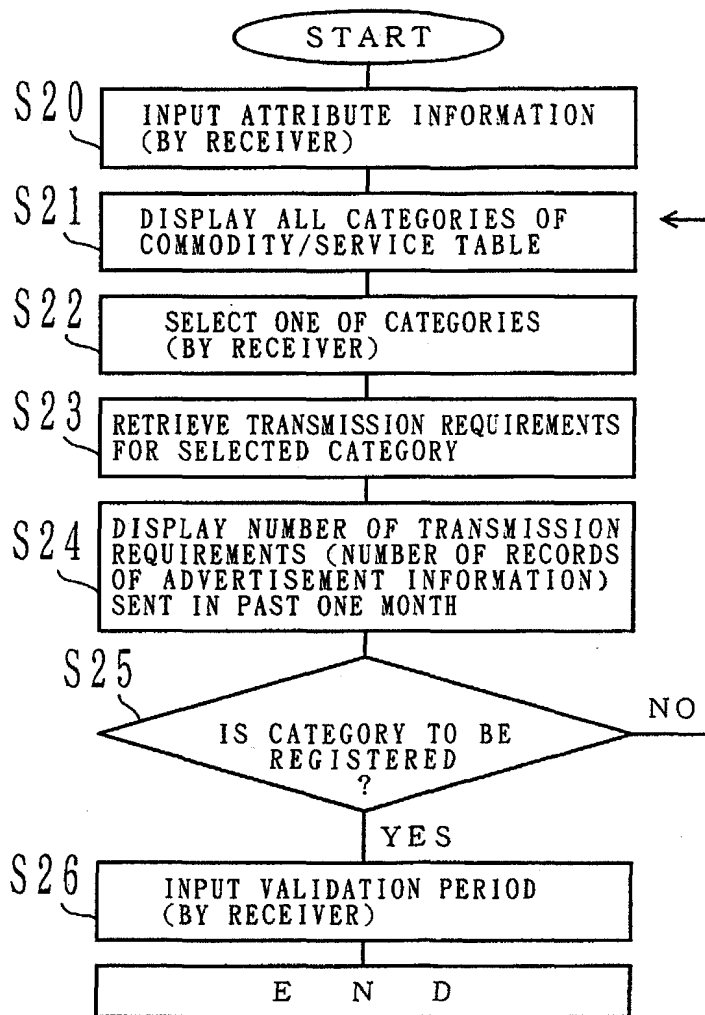 START
S20
INPUT ATTRIBUTE INFORMATION
(BY RECEIVER)
S21
DISPLAY ALL CATEGORIES OF
COMMODITY/SERVICE TABLE
S22
SELECT ONE OF CATEGORIES
(BY RECEIVER)
S23
RETRIEVE TRANSMISSION REQUIREMENTS
FOR SELECTED CATEGORY
S24
DISPLAY NUMBER OF TRANSMISSION
REQUIREMENTS (NUMBER OF RECORDS
OF ADVERTISEMENT INFORMATION)
SENT IN PAST ONE MONTH
S25
IS CATEGORY TO BE
REGISTERED
?
NO
YES
S26
INPUT VALIDATION PERIOD
(BY RECEIVER)
E N D